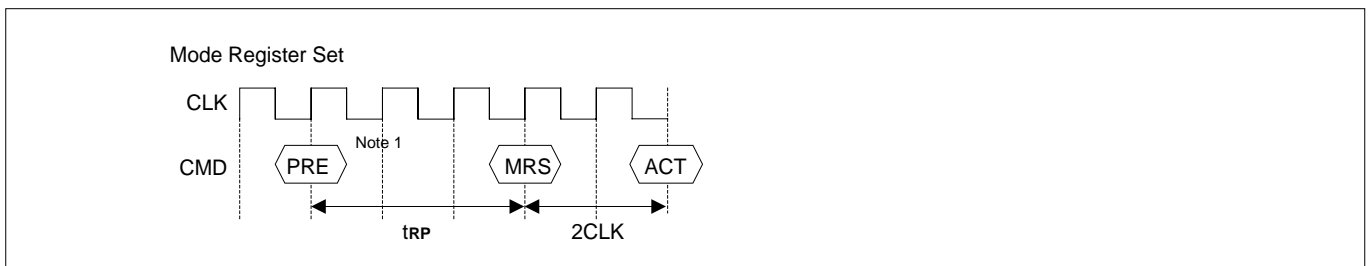 Mode Register Set
CLK
Note 1
CMD
PRE
MRS
ACT
tRP
2CLK